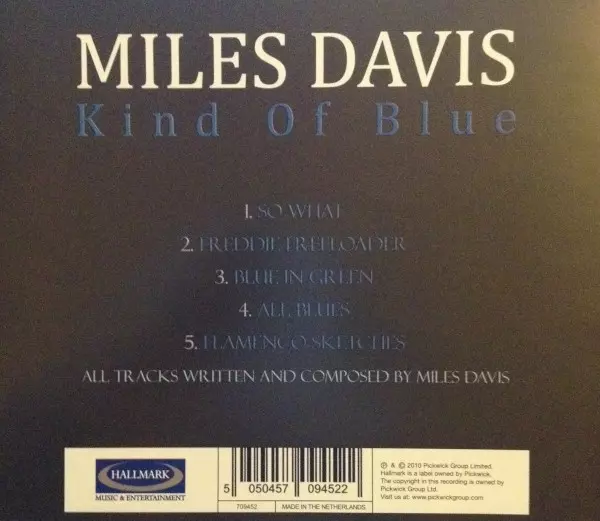 MILES DAVIS
Kind Of Blue
1. SO WHAT
2. FREDDIE FREELOADER
3. BLUE IN GREEN
4. ALL BLUES
5. FLAMENCO SKETCHES
ALL TRACKS WRITTEN AND COMPOSED BY MILES DAVIS
HALLMARK
MUSIC & ENTERTAINMENT
5 050457 094522
709452 MADE IN THE NETHERLANDS
℗ & © 2010 Pickwick Group Limited.
Hallmark is a label owned by Pickwick.
The copyright in this recording is owned by
Pickwick Group Ltd.
Visit us at: www.pickwickgroup.com